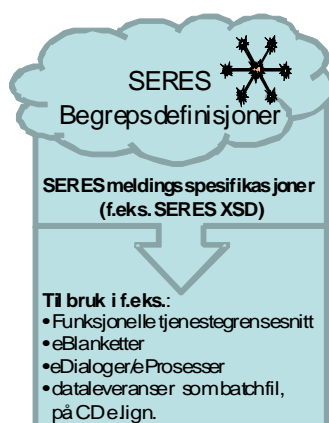 SERES
Begrepsdefinisjoner
SERES meldingsspesifikasjoner
(f.eks. SERES XSD)
Til bruk i f.eks.:
• Funksjonelle tjenestegrensesnitt
• eBlanketter
• eDialoger/eProsesser
• dataleveranser som batchfil,
på CD e.lign.